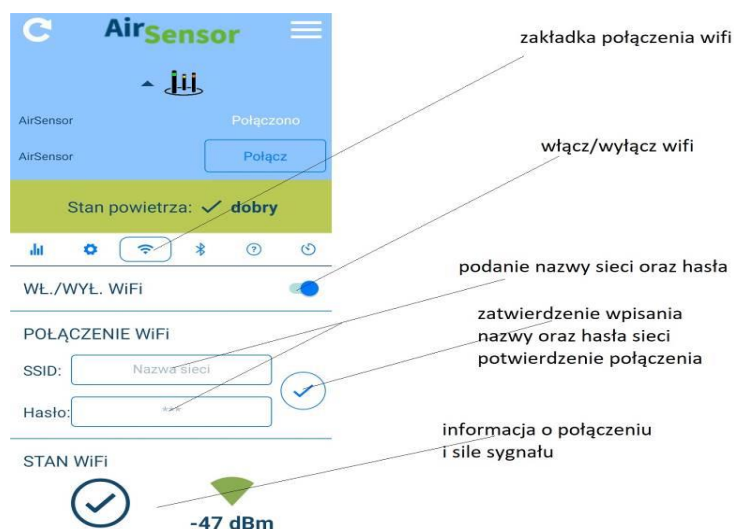 AirSensor
AirSensor
Połączono
AirSensor
Połącz
Stan powietrza: dobry
WŁ./WYŁ. WiFi
POŁĄCZENIE WiFi
SSID:
Nazwa sieci
Hasło:
***
STAN WiFi
-47 dBm
zakładka połączenia wifi
włącz/wyłącz wifi
podanie nazwy sieci oraz hasła
zatwierdzenie wpisania
nazwy oraz hasła sieci
potwierdzenie połączenia
informacja o połączeniu
i sile sygnału